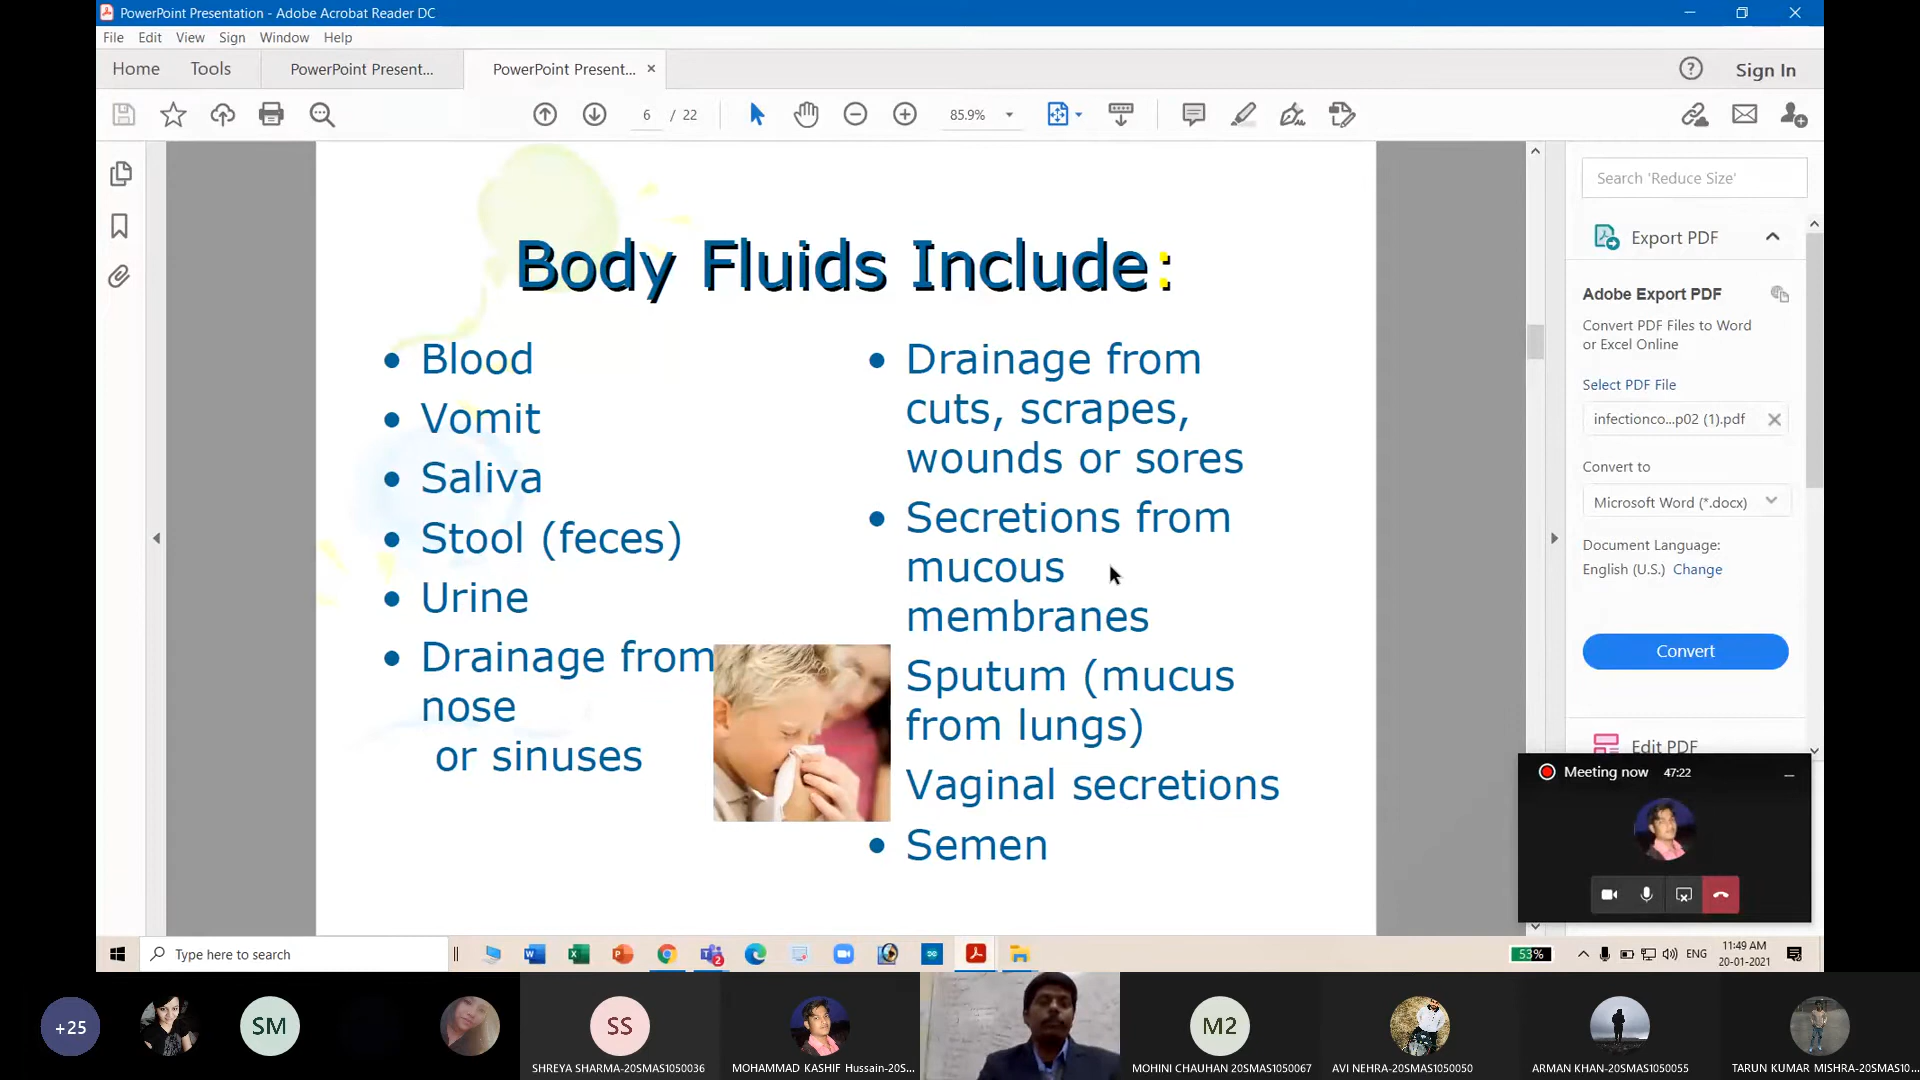 PowerPoint Presentation - Adobe Acrobat Reader DC
File Edit View Sign Window Help
Home Tools PowerPoint Present... PowerPoint Present... Sign In
6 / 22 85.9%
Body Fluids Include:
• Blood
• Vomit
• Saliva
• Stool (feces)
• Urine
• Drainage from
nose
or sinuses
• Drainage from
cuts, scrapes,
wounds or sores
• Secretions from
mucous
membranes
Sputum (mucus
from lungs)
Vaginal secretions
• Semen
Search 'Reduce Size'
Export PDF
Adobe Export PDF
Convert PDF Files to Word
or Excel Online
Select PDF File
infectionco...p02 (1).pdf
Convert to
Microsoft Word (*.docx)
Document Language:
English (U.S.) Change
Convert
Edit PDF
Meeting now 47:22
Type here to search
53%
ENG
11:49 AM
20-01-2021
+25
SM
SS
M2
SHREYA SHARMA-20SMAS1050036
MOHAMMAD KASHIF Hussain-20S...
MOHINI CHAUHAN 20SMAS1050067
AVI NEHRA-20SMAS1050050
ARMAN KHAN-20SMAS1050055
TARUN KUMAR MISHRA-20SMAS10...